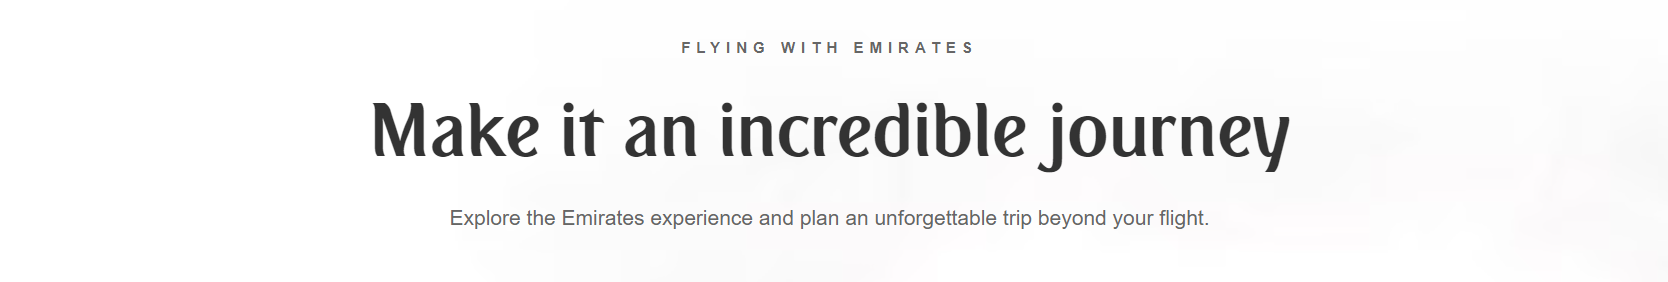 FLYING WITH EMIRATES
Make it an incredible journey
Explore the Emirates experience and plan an unforgettable trip beyond your flight.